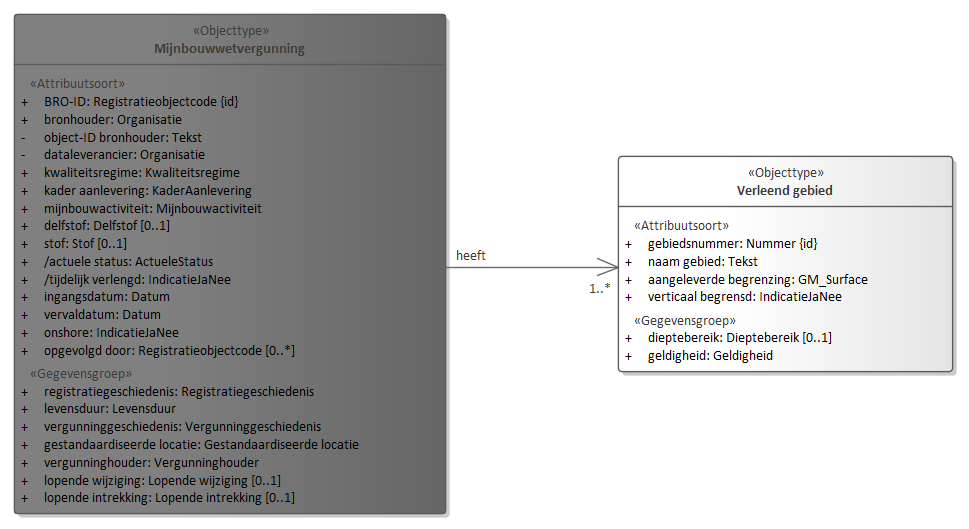 «Objecttype»
Mijnbouwwetvergunning
«Attribuutsoort»
+ BRO-ID: Registratieobjectcode {id}
+ bronhouder: Organisatie
- object-ID bronhouder: Tekst
- dataleverancier: Organisatie
+ kwaliteitsregime: Kwaliteitsregime
+ kader aanlevering: KaderAanlevering
+ mijnbouwactiviteit: Mijnbouwactiviteit
+ delfstof: Delfstof [0..1]
+ stof: Stof [0..1]
+ /actuele status: ActueleStatus
+ /tijdelijk verlengd: IndicatieJaNee
+ ingangsdatum: Datum
+ vervaldatum: Datum
+ onshore: IndicatieJaNee
+ opgevolgd door: Registratieobjectcode [0..*]
«Gegevensgroep»
+ registratiegeschiedenis: Registratiegeschiedenis
+ levensduur: Levensduur
+ vergunninggeschiedenis: Vergunninggeschiedenis
+ gestandaardiseerde locatie: Gestandaardiseerde locatie
+ vergunninghouder: Vergunninghouder
+ lopende wijziging: Lopende wijziging [0..1]
+ lopende intrekking: Lopende intrekking [0..1]
heeft
1..*
«Objecttype»
Verleend gebied
«Attribuutsoort»
+ gebiedsnummer: Nummer {id}
+ naam gebied: Tekst
+ aangeleverde begrenzing: GM_Surface
+ verticaal begrensd: IndicatieJaNee
«Gegevensgroep»
+ dieptebereik: Dieptebereik [0..1]
+ geldigheid: Geldigheid